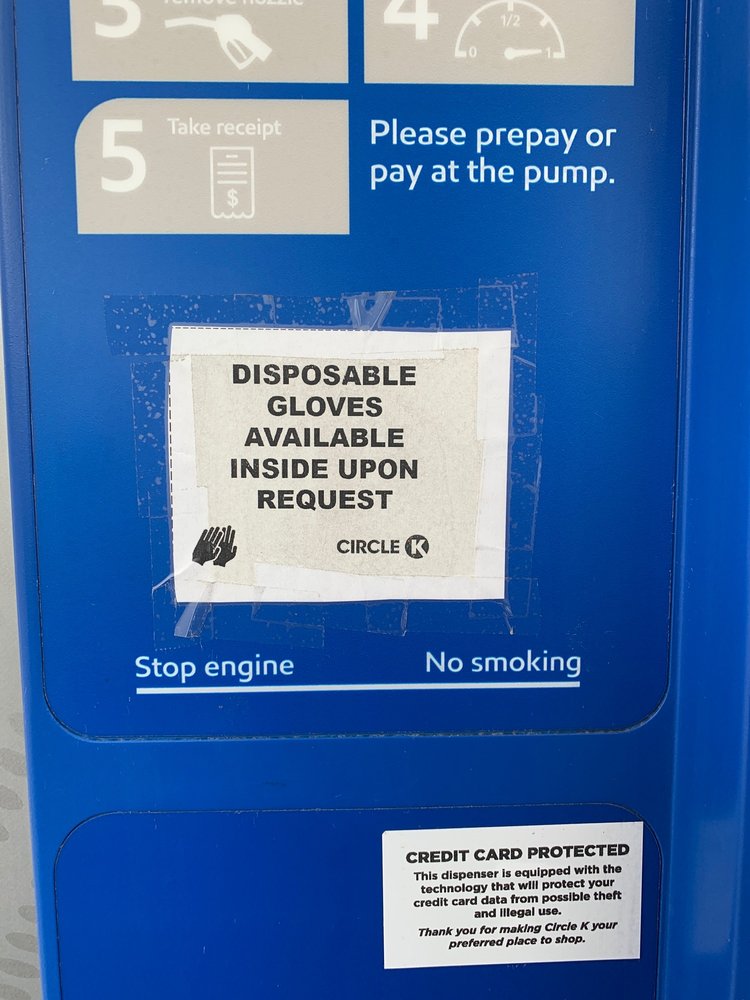 3
remove nozzle
4
1/2
0
1
5
Take receipt
$
Please prepay or
pay at the pump.
DISPOSABLE
GLOVES
AVAILABLE
INSIDE UPON
REQUEST
CIRCLE K
Stop engine
No smoking
CREDIT CARD PROTECTED
This dispenser is equipped with the
technology that will protect your
credit card data from possible theft
and illegal use.
Thank you for making Circle K your
preferred place to shop.